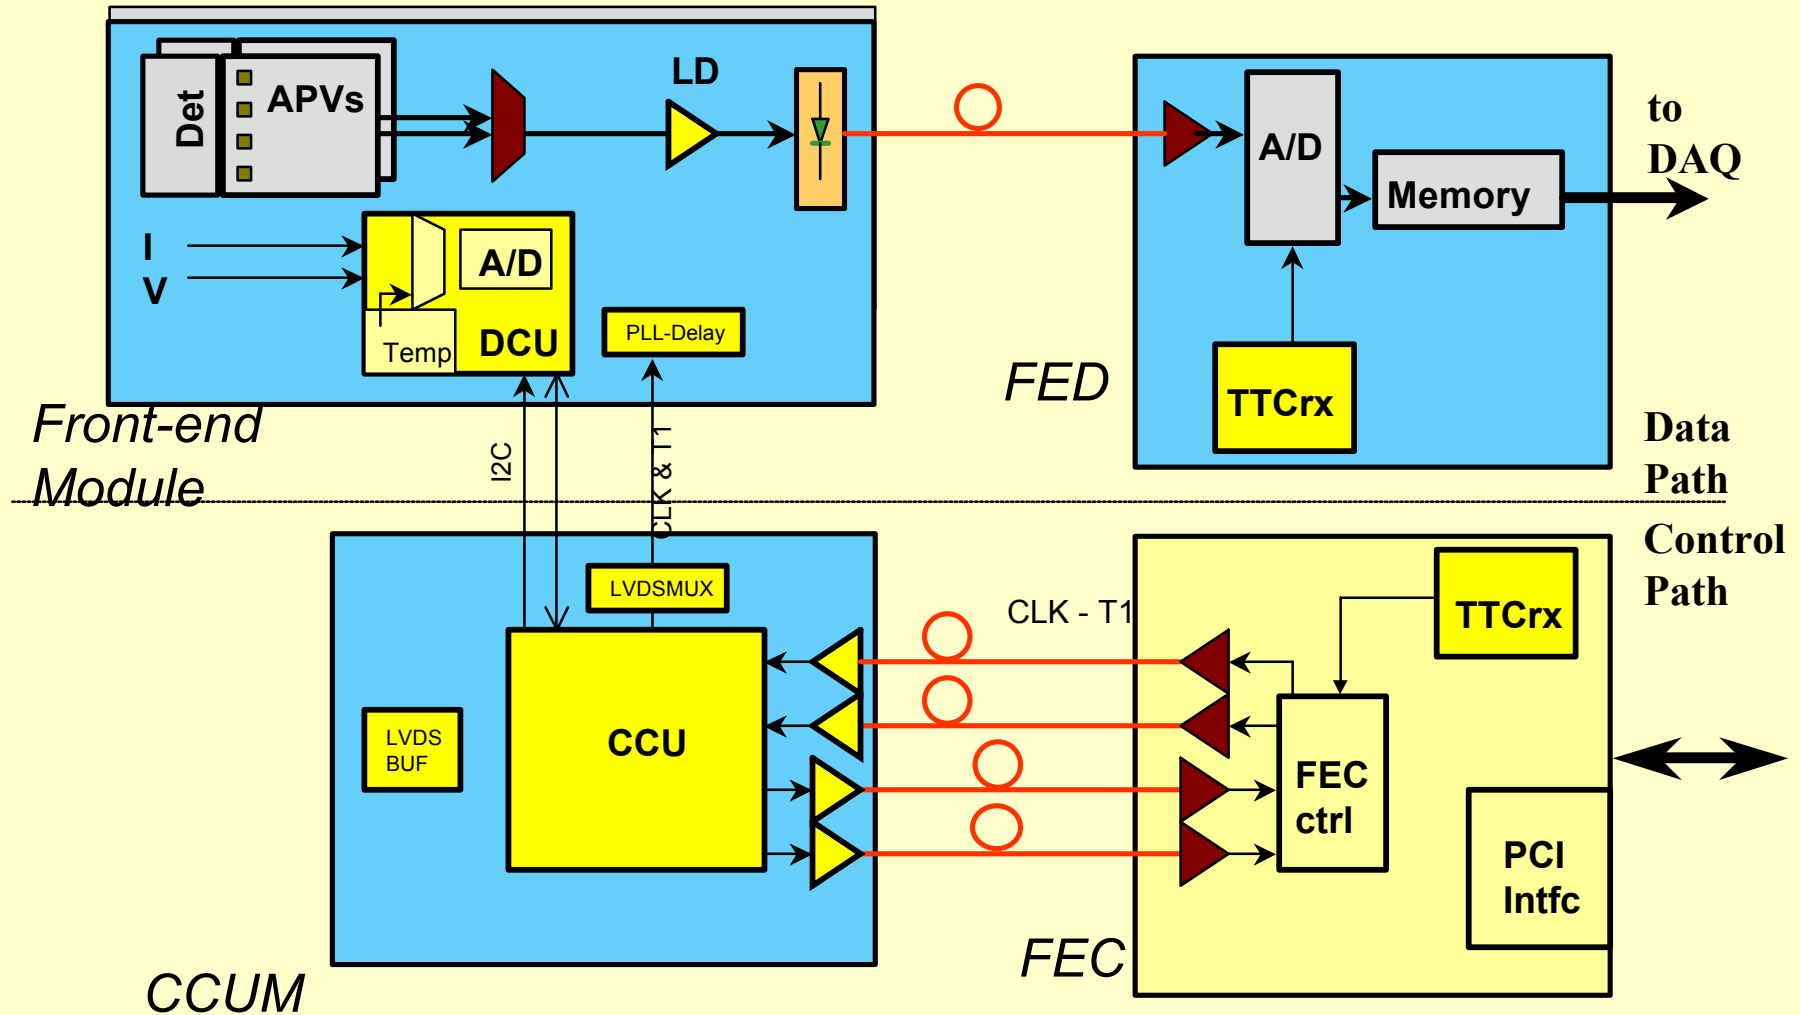 LD
Det
APVs
I
V
A/D
Temp
DCU
PLL-Delay
Front-end
Module
A/D
Memory
TTCrx
FED
to
DAQ
Data
Path
I2C
CLK & T1
Control
Path
LVDSMUX
CCU
LVDS
BUF
CCUM
CLK - T1
TTCrx
FEC
ctrl
PCI
Intfc
FEC